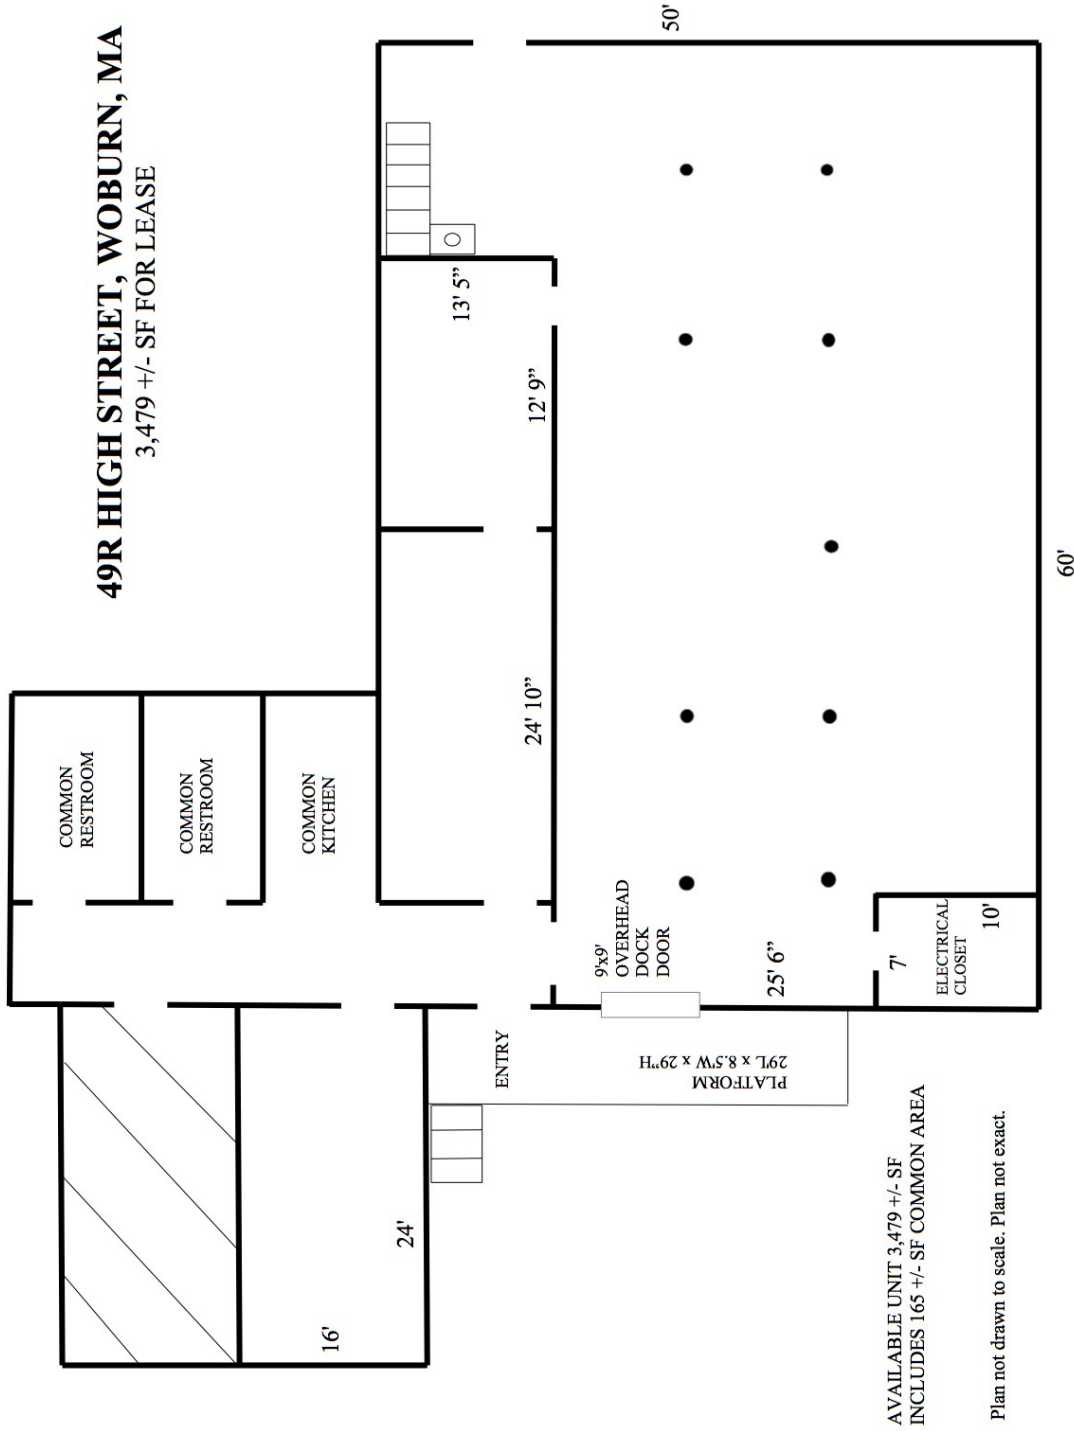 49R HIGH STREET, WOBURN, MA
3,479 +/- SF FOR LEASE
COMMON
RESTROOM
COMMON
RESTROOM
COMMON
KITCHEN
16'
24'
24' 10”
12' 9”
13' 5”
ENTRY
9'x9'
OVERHEAD
DOCK
DOOR
PLATFORM
29'L x 8.5'W x 29”H
50'
25' 6”
7'
ELECTRICAL
CLOSET
10'
60'
AVAILABLE UNIT 3,479 +/- SF
INCLUDES 165 +/- SF COMMON AREA
Plan not drawn to scale. Plan not exact.